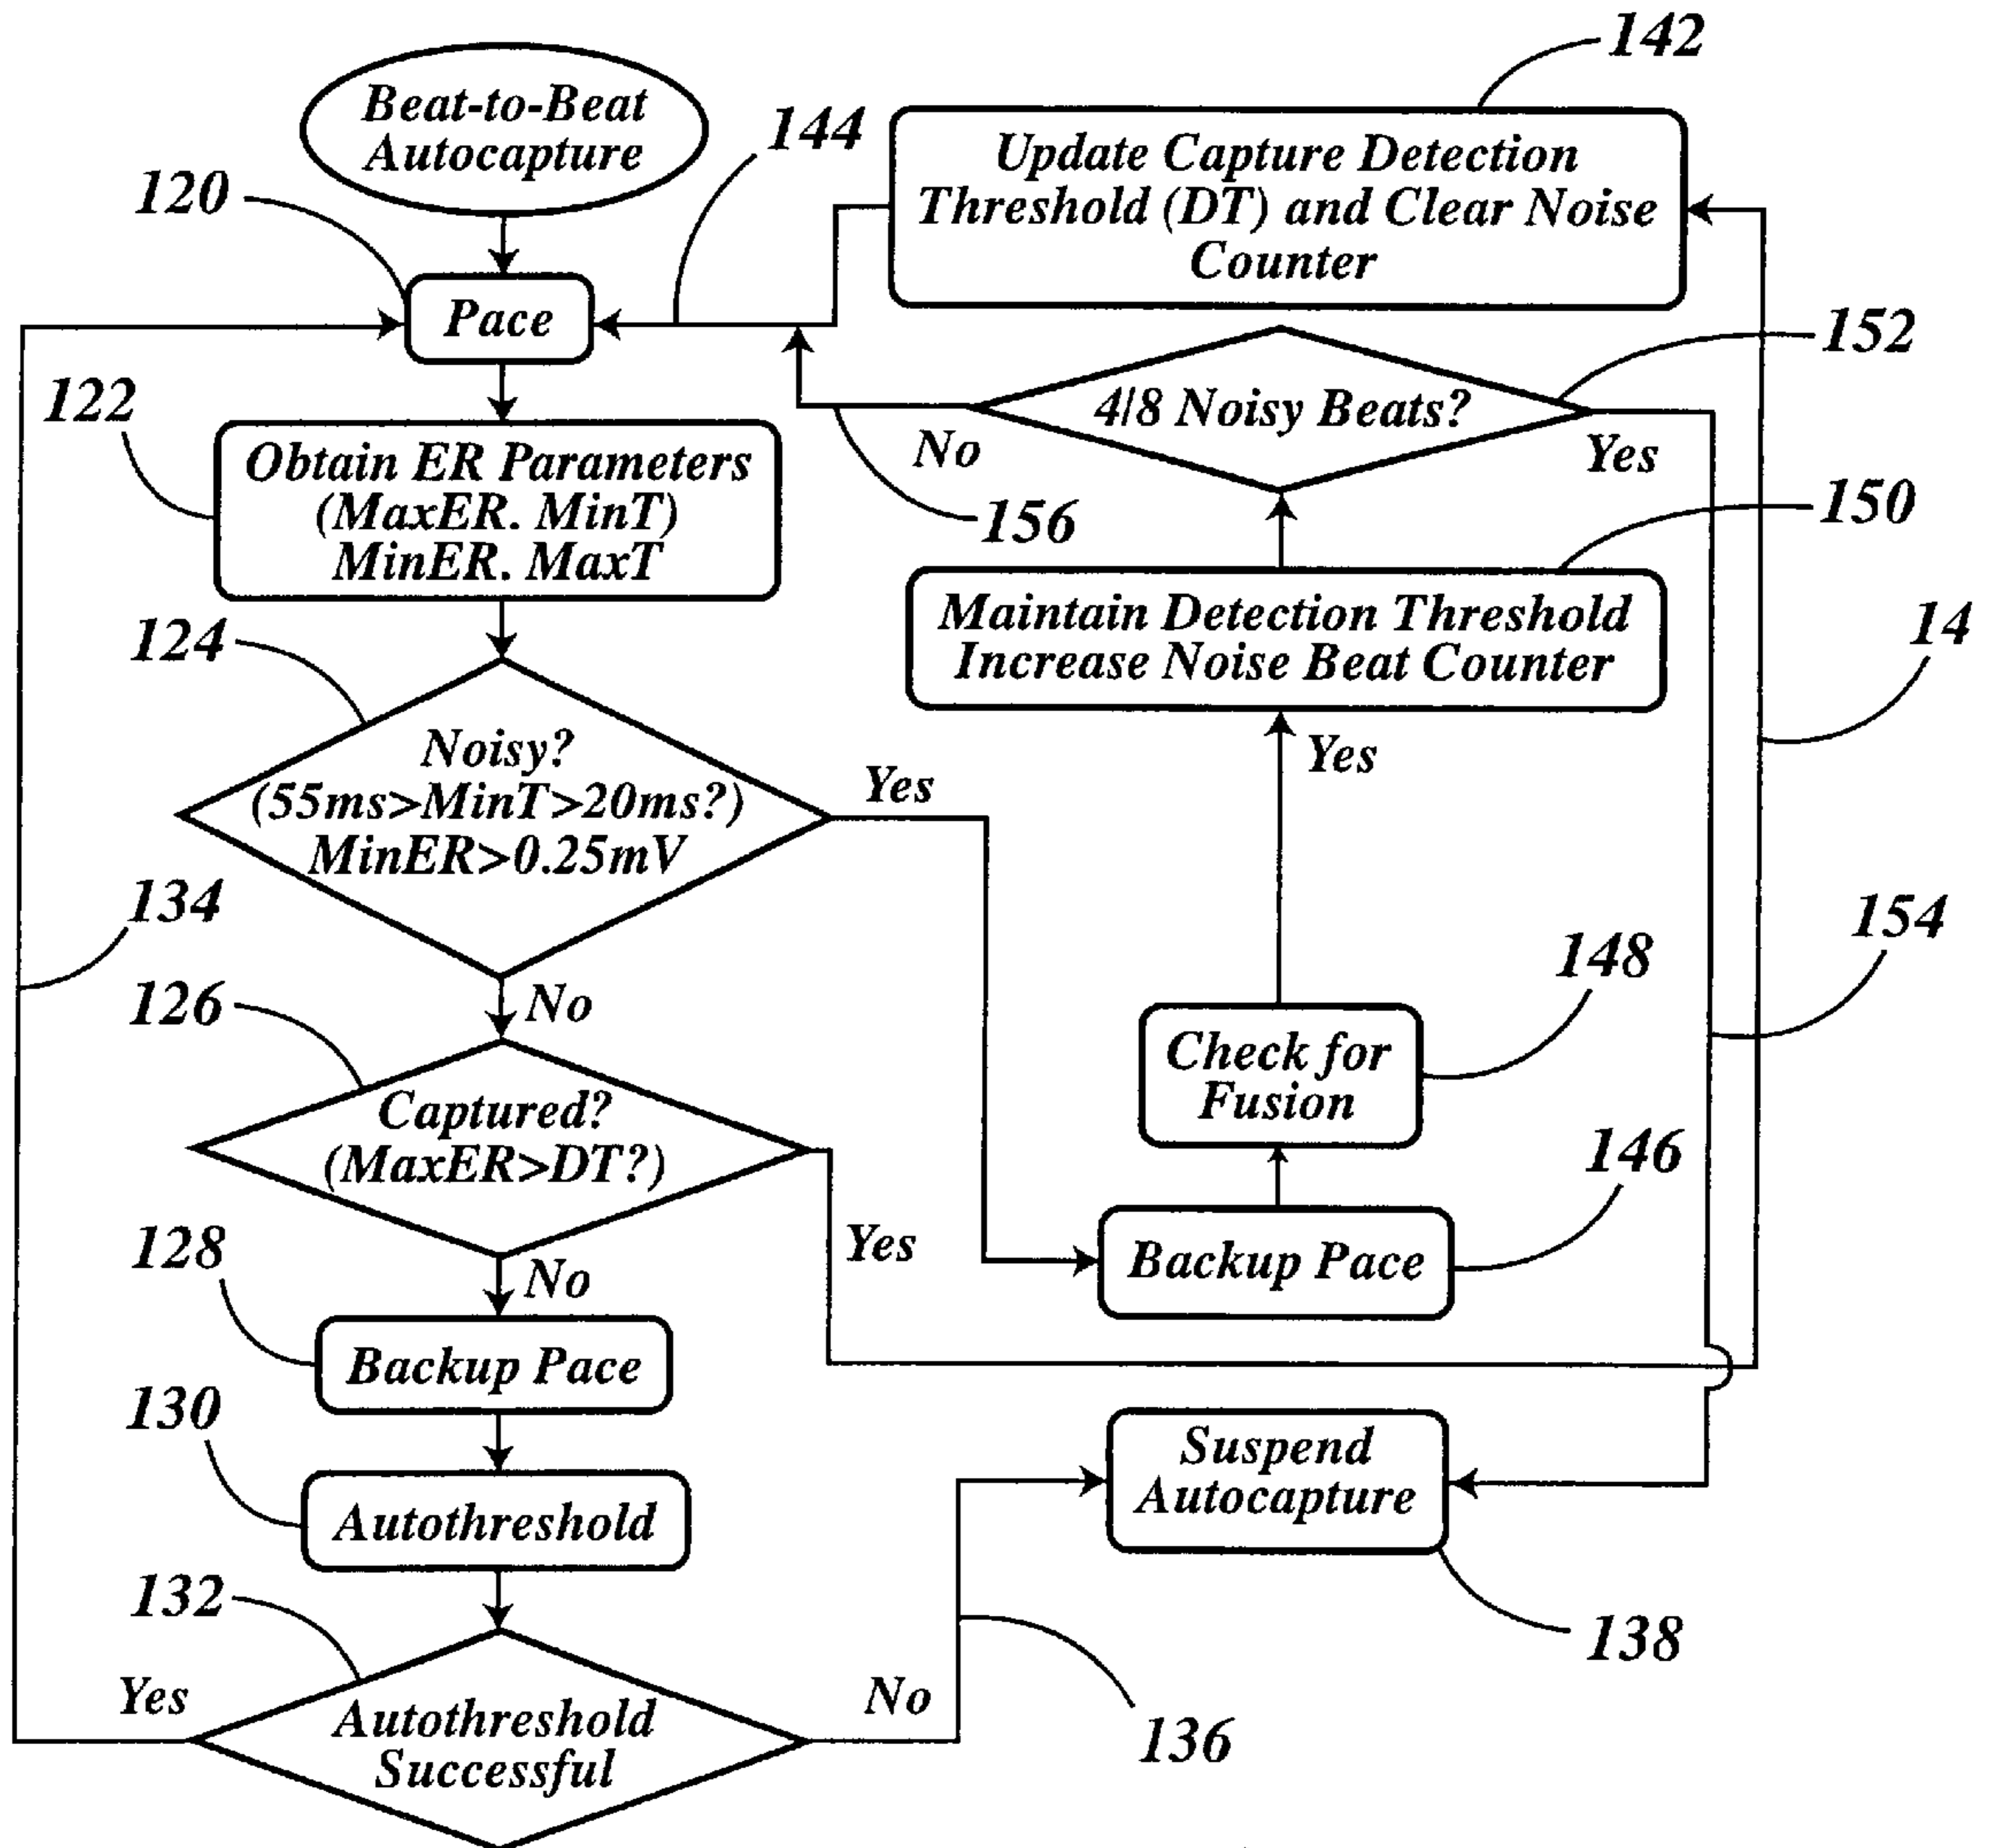 142
Beat-to-Beat
Autocapture
144
Update Capture Detection
Threshold (DT) and Clear Noise
Counter
120
Pace
152
122
4/8 Noisy Beats?
No
Yes
Obtain ER Parameters
(MaxER. MinT)
MinER. MaxT
156
150
Maintain Detection Threshold
Increase Noise Beat Counter
14
124
Noisy?
(55ms>MinT>20ms?)
MinER>0.25mV
Yes
Yes
134
154
148
126
No
Check for
Fusion
Captured?
(MaxER>DT?)
146
128
Yes
Backup Pace
No
Backup Pace
130
Suspend
Autocapture
Autothreshold
132
138
Yes
No
Autothreshold
Successful
136